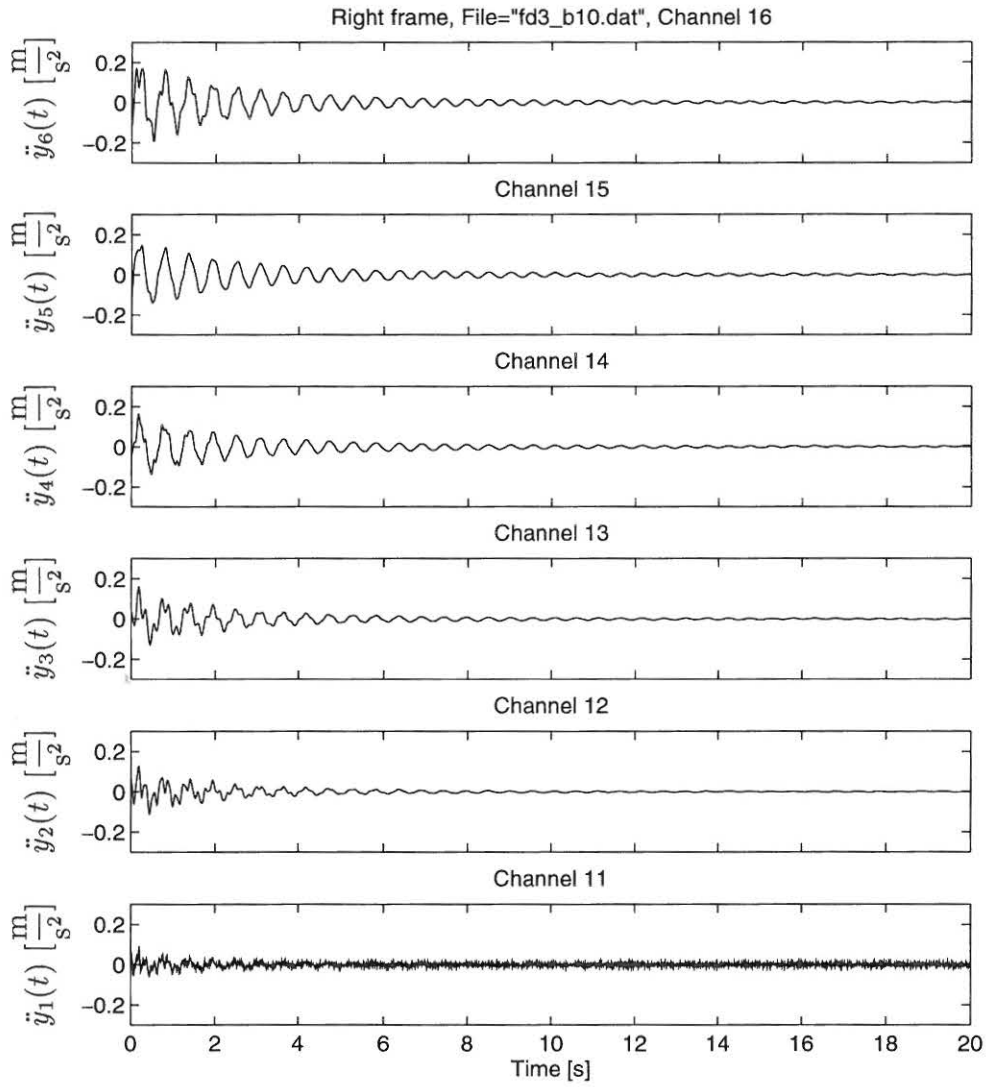 Right frame, File="fd3_b10.dat", Channel 16
ÿ₆(t) [m/s²]
0.2
0
−0.2
Channel 15
ÿ₅(t) [m/s²]
0.2
0
−0.2
Channel 14
ÿ₄(t) [m/s²]
0.2
0
−0.2
Channel 13
ÿ₃(t) [m/s²]
0.2
0
−0.2
Channel 12
ÿ₂(t) [m/s²]
0.2
0
−0.2
Channel 11
ÿ₁(t) [m/s²]
0.2
0
−0.2
0 2 4 6 8 10 12 14 16 18 20
Time [s]